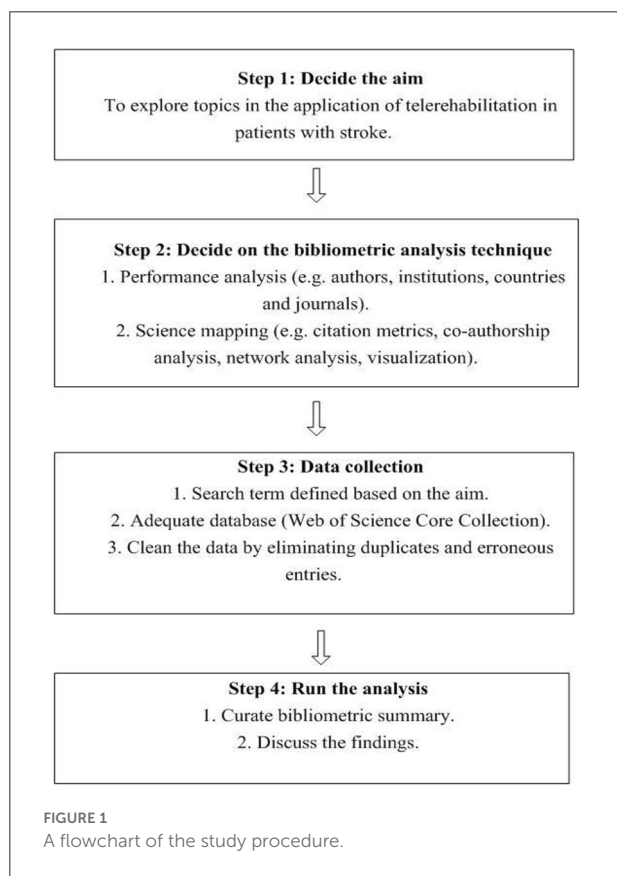 Step 1: Decide the aim
To explore topics in the application of telerehabilitation in
patients with stroke.
Step 2: Decide on the bibliometric analysis technique
1. Performance analysis (e.g. authors, institutions, countries
and journals).
2. Science mapping (e.g. citation metrics, co-authorship
analysis, network analysis, visualization).
Step 3: Data collection
1. Search term defined based on the aim.
2. Adequate database (Web of Science Core Collection).
3. Clean the data by eliminating duplicates and erroneous
entries.
Step 4: Run the analysis
1. Curate bibliometric summary.
2. Discuss the findings.
FIGURE 1
A flowchart of the study procedure.